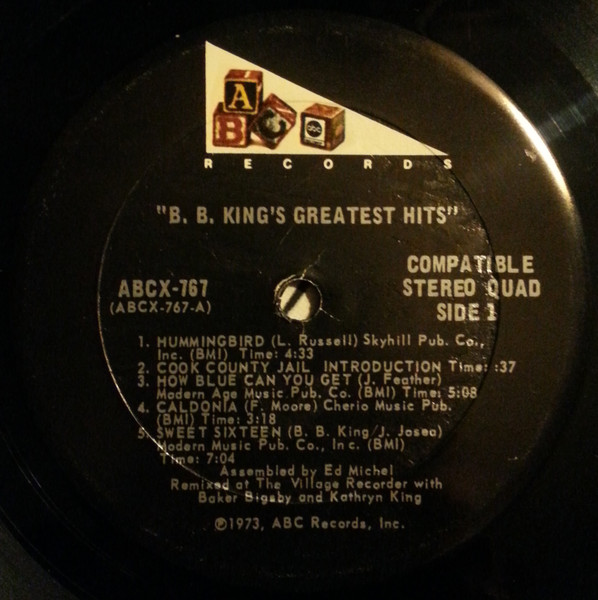 A
B C abc
RECORDS
"B. B. KING'S GREATEST HITS"
ABCX-767
(ABCX-767-A)
COMPATIBLE
STEREO QUAD
SIDE 1
1. HUMMINGBIRD (L. Russell) Skyhill Pub. Co.,
Inc. (BMI) Time: 4:33
2. COOK COUNTY JAIL INTRODUCTION Time: :37
3. HOW BLUE CAN YOU GET (J. Feather)
Modern Age Music Pub. Co. (BMI) Time: 5:08
4. CALDONIA (F. Moore) Cherio Music Pub.
(BMI) Time: 3:18
5. SWEET SIXTEEN (B. B. King/J. Josea)
Modern Music Pub. Co., Inc. (BMI)
Time: 7:04
Assembled by Ed Michel
Remixed at The Village Recorder with
Baker Bigsby and Kathryn King
℗1973, ABC Records, Inc.